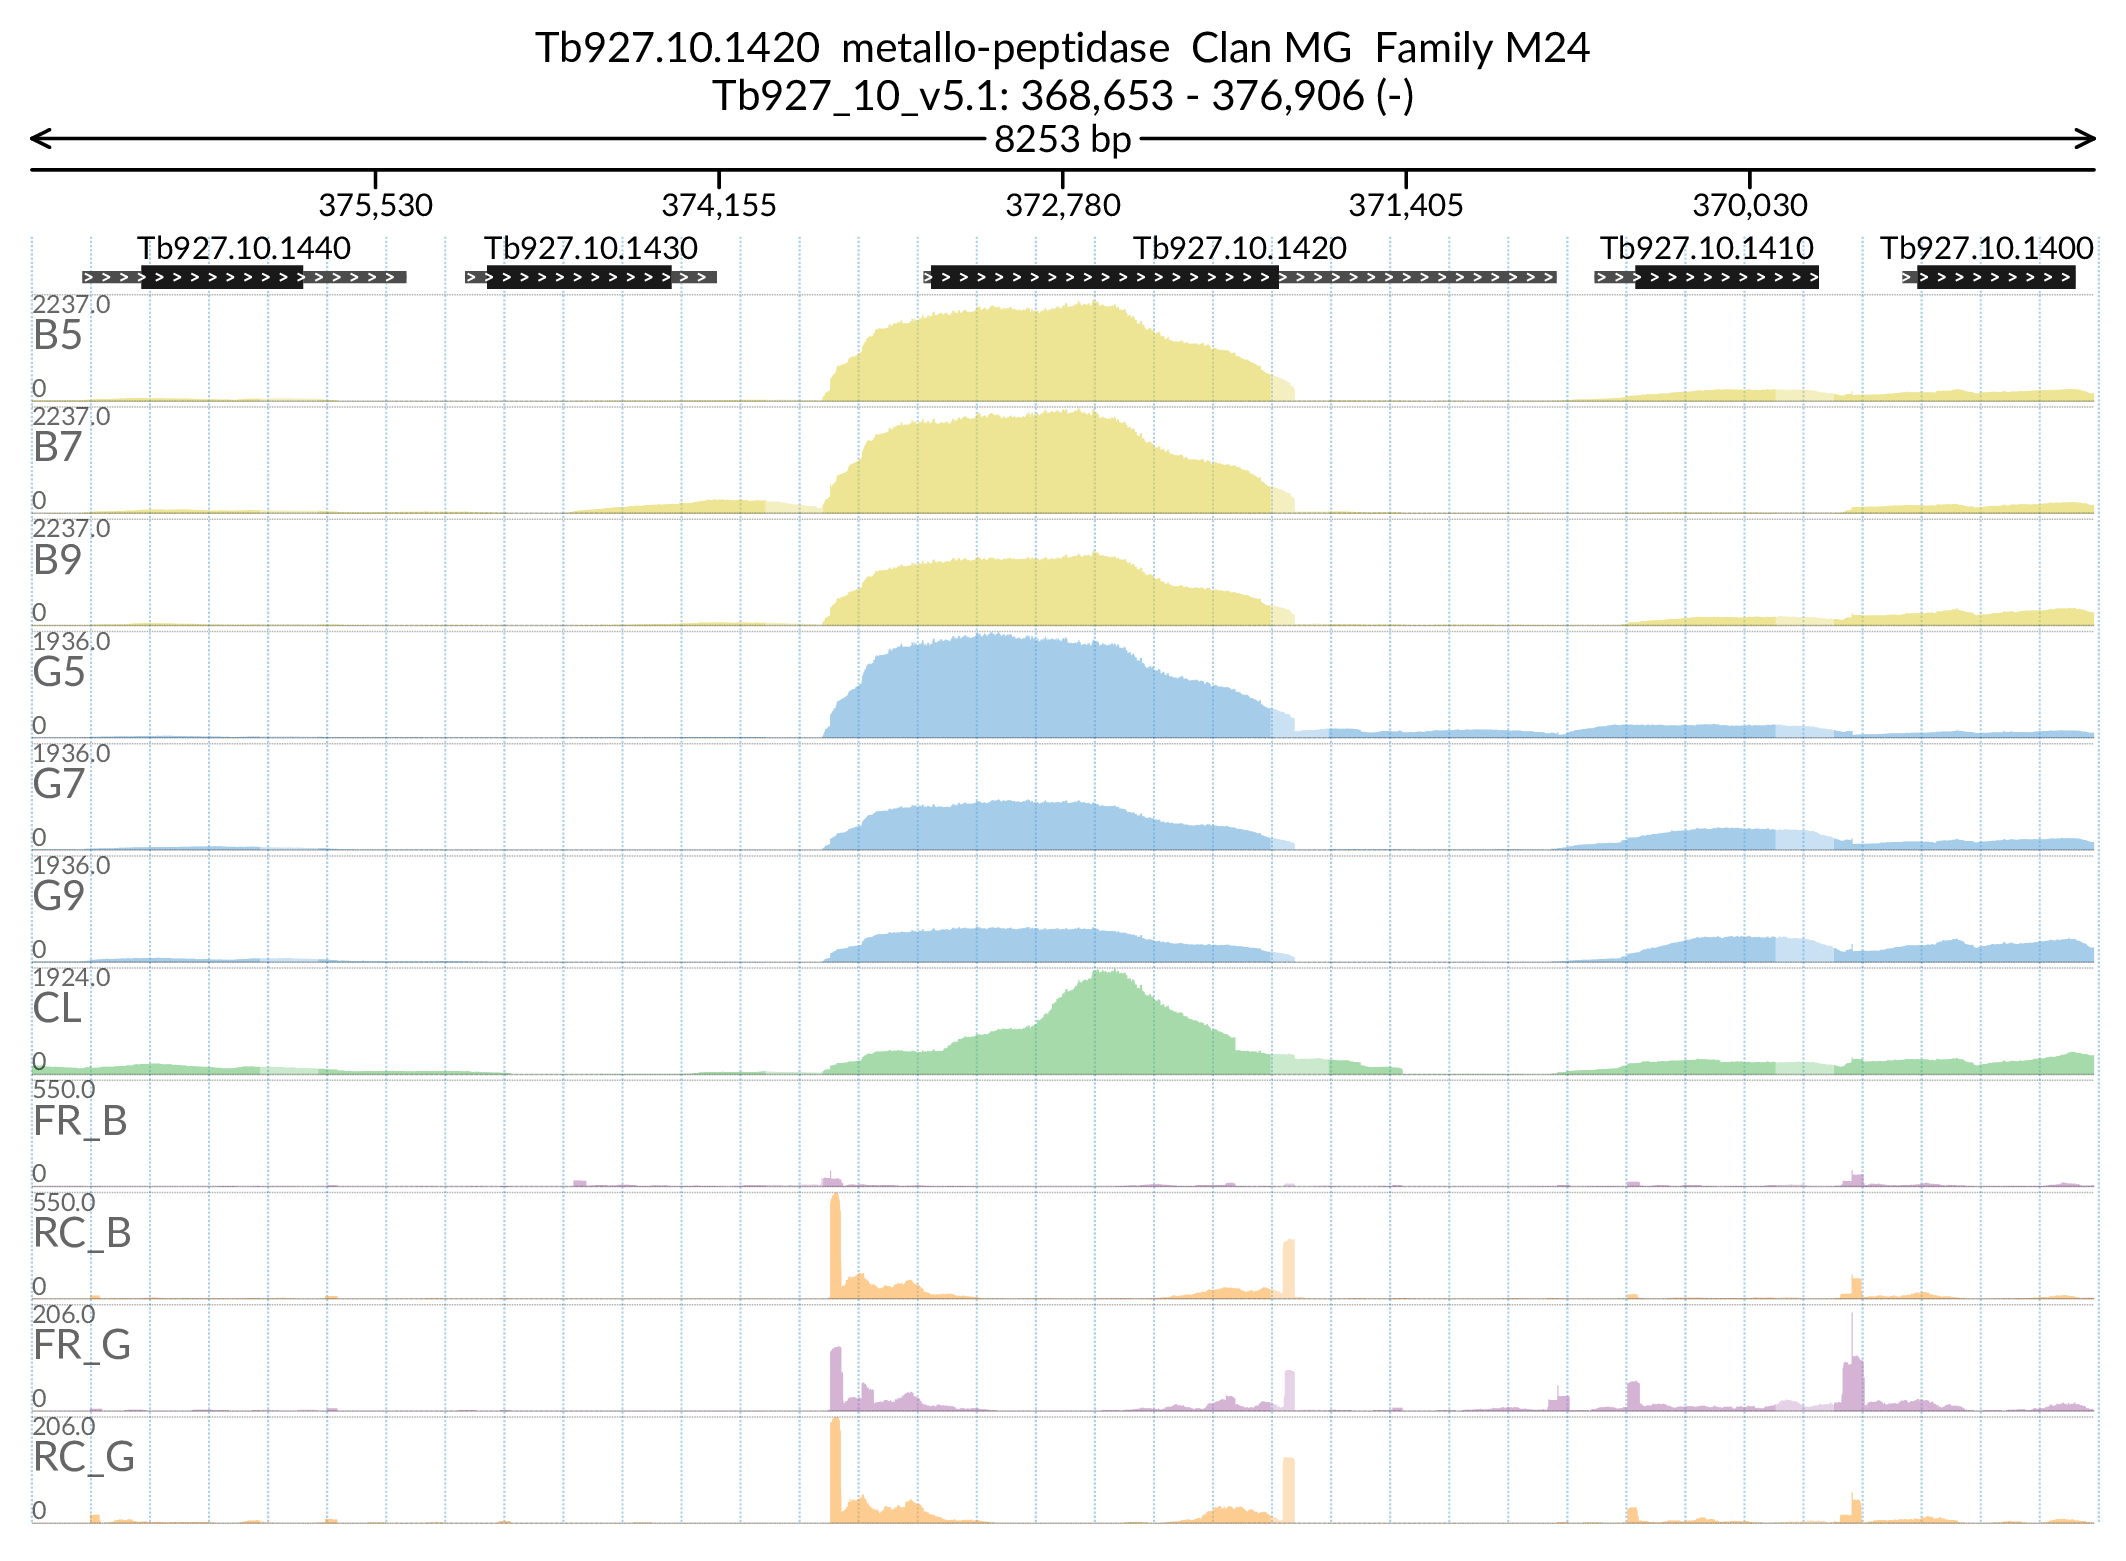 Tb927.10.1420  metallo-peptidase  Clan MG  Family M24
Tb927_10_v5.1: 368,653 - 376,906 (-)
8253 bp
375,530 374,155 372,780 371,405 370,030
Tb927.10.1440 Tb927.10.1430 Tb927.10.1420 Tb927.10.1410 Tb927.10.1400
2237.0
B5
0
2237.0
B7
0
2237.0
B9
0
1936.0
G5
0
1936.0
G7
0
1936.0
G9
0
1924.0
CL
0
550.0
FR_B
0
550.0
RC_B
0
206.0
FR_G
0
206.0
RC_G
0